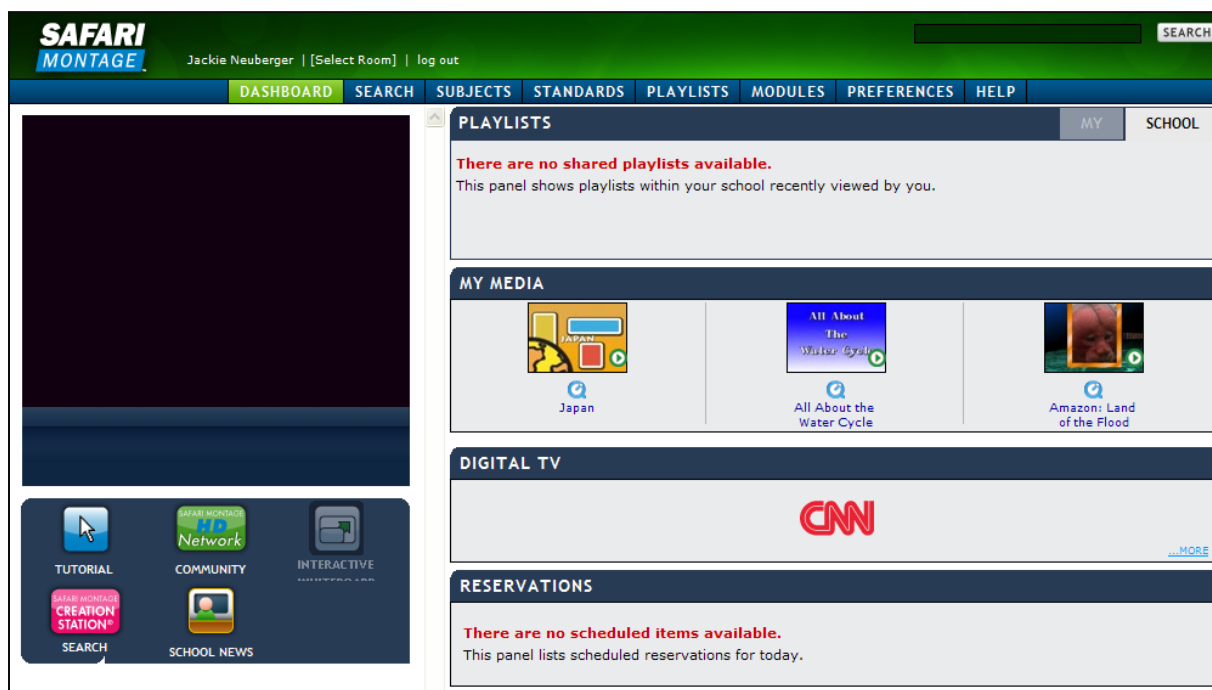 SAFARI
MONTAGE
Jackie Neuberger | [Select Room] | log out
SEARCH
DASHBOARD SEARCH SUBJECTS STANDARDS PLAYLISTS MODULES PREFERENCES HELP
PLAYLISTS
MY SCHOOL
There are no shared playlists available.
This panel shows playlists within your school recently viewed by you.
MY MEDIA
JAPAN
Japan
All About
The
Water Cycle
All About the
Water Cycle
Amazon: Land
of the Flood
DIGITAL TV
CNN
...MORE
RESERVATIONS
There are no scheduled items available.
This panel lists scheduled reservations for today.
TUTORIAL
SAFARI MONTAGE
HD
Network
COMMUNITY
INTERACTIVE
SAFARI MONTAGE
CREATION
STATION®
SEARCH
SCHOOL NEWS